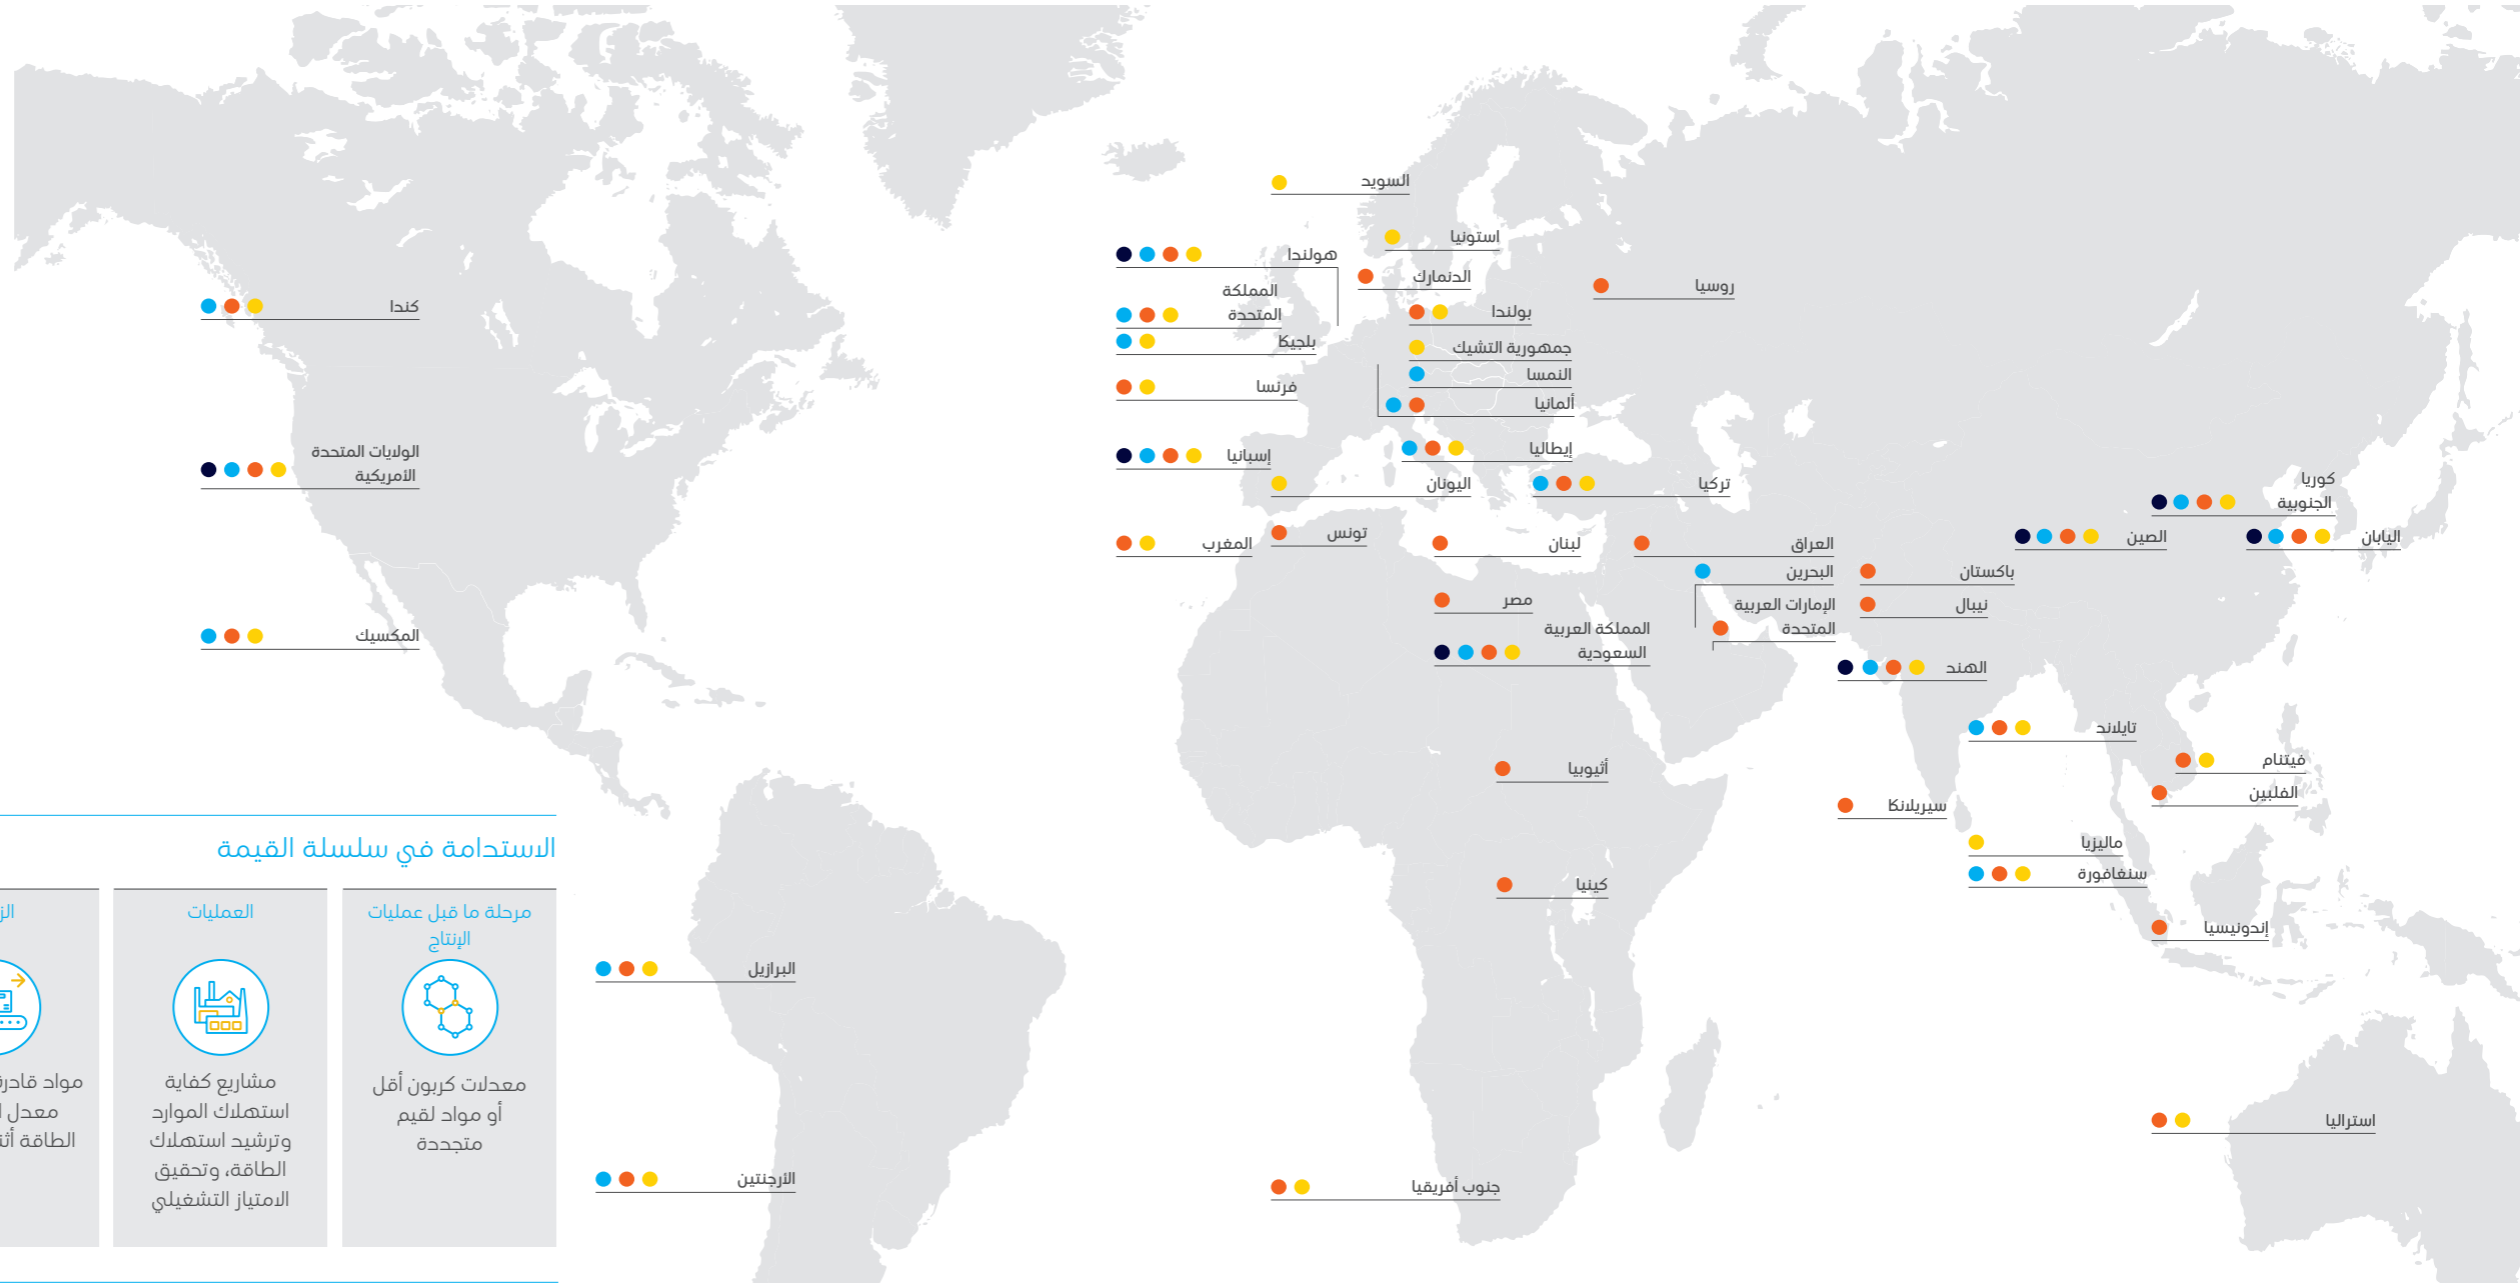 السويد
استونيا
هولندا
الدنمارك
روسيا
المملكة
المتحدة
بولندا
كندا
بلجيكا
جمهورية التشيك
النمسا
فرنسا
ألمانيا
الولايات المتحدة
الأمريكية
إسبانيا
إيطاليا
اليونان
تركيا
كوريا
الجنوبية
اليابان
الصين
المغرب
تونس
لبنان
العراق
البحرين
باكستان
مصر
الإمارات العربية
المتحدة
نيبال
المكسيك
المملكة العربية
السعودية
الهند
تايلاند
فيتنام
أثيوبيا
الفلبين
سيريلانكا
ماليزيا
سنغافورة
كينيا
إندونيسيا
البرازيل
استراليا
الأرجنتين
جنوب أفريقيا
الاستدامة في سلسلة القيمة
مرحلة ما قبل عمليات
الإنتاج
معدلات كربون أقل
أو مواد لقيم
متجددة
العمليات
مشاريع كفاية
استهلاك الموارد
وترشيد استهلاك
الطاقة، وتحقيق
الامتياز التشغيلي
مواد
معدل
الطاقة